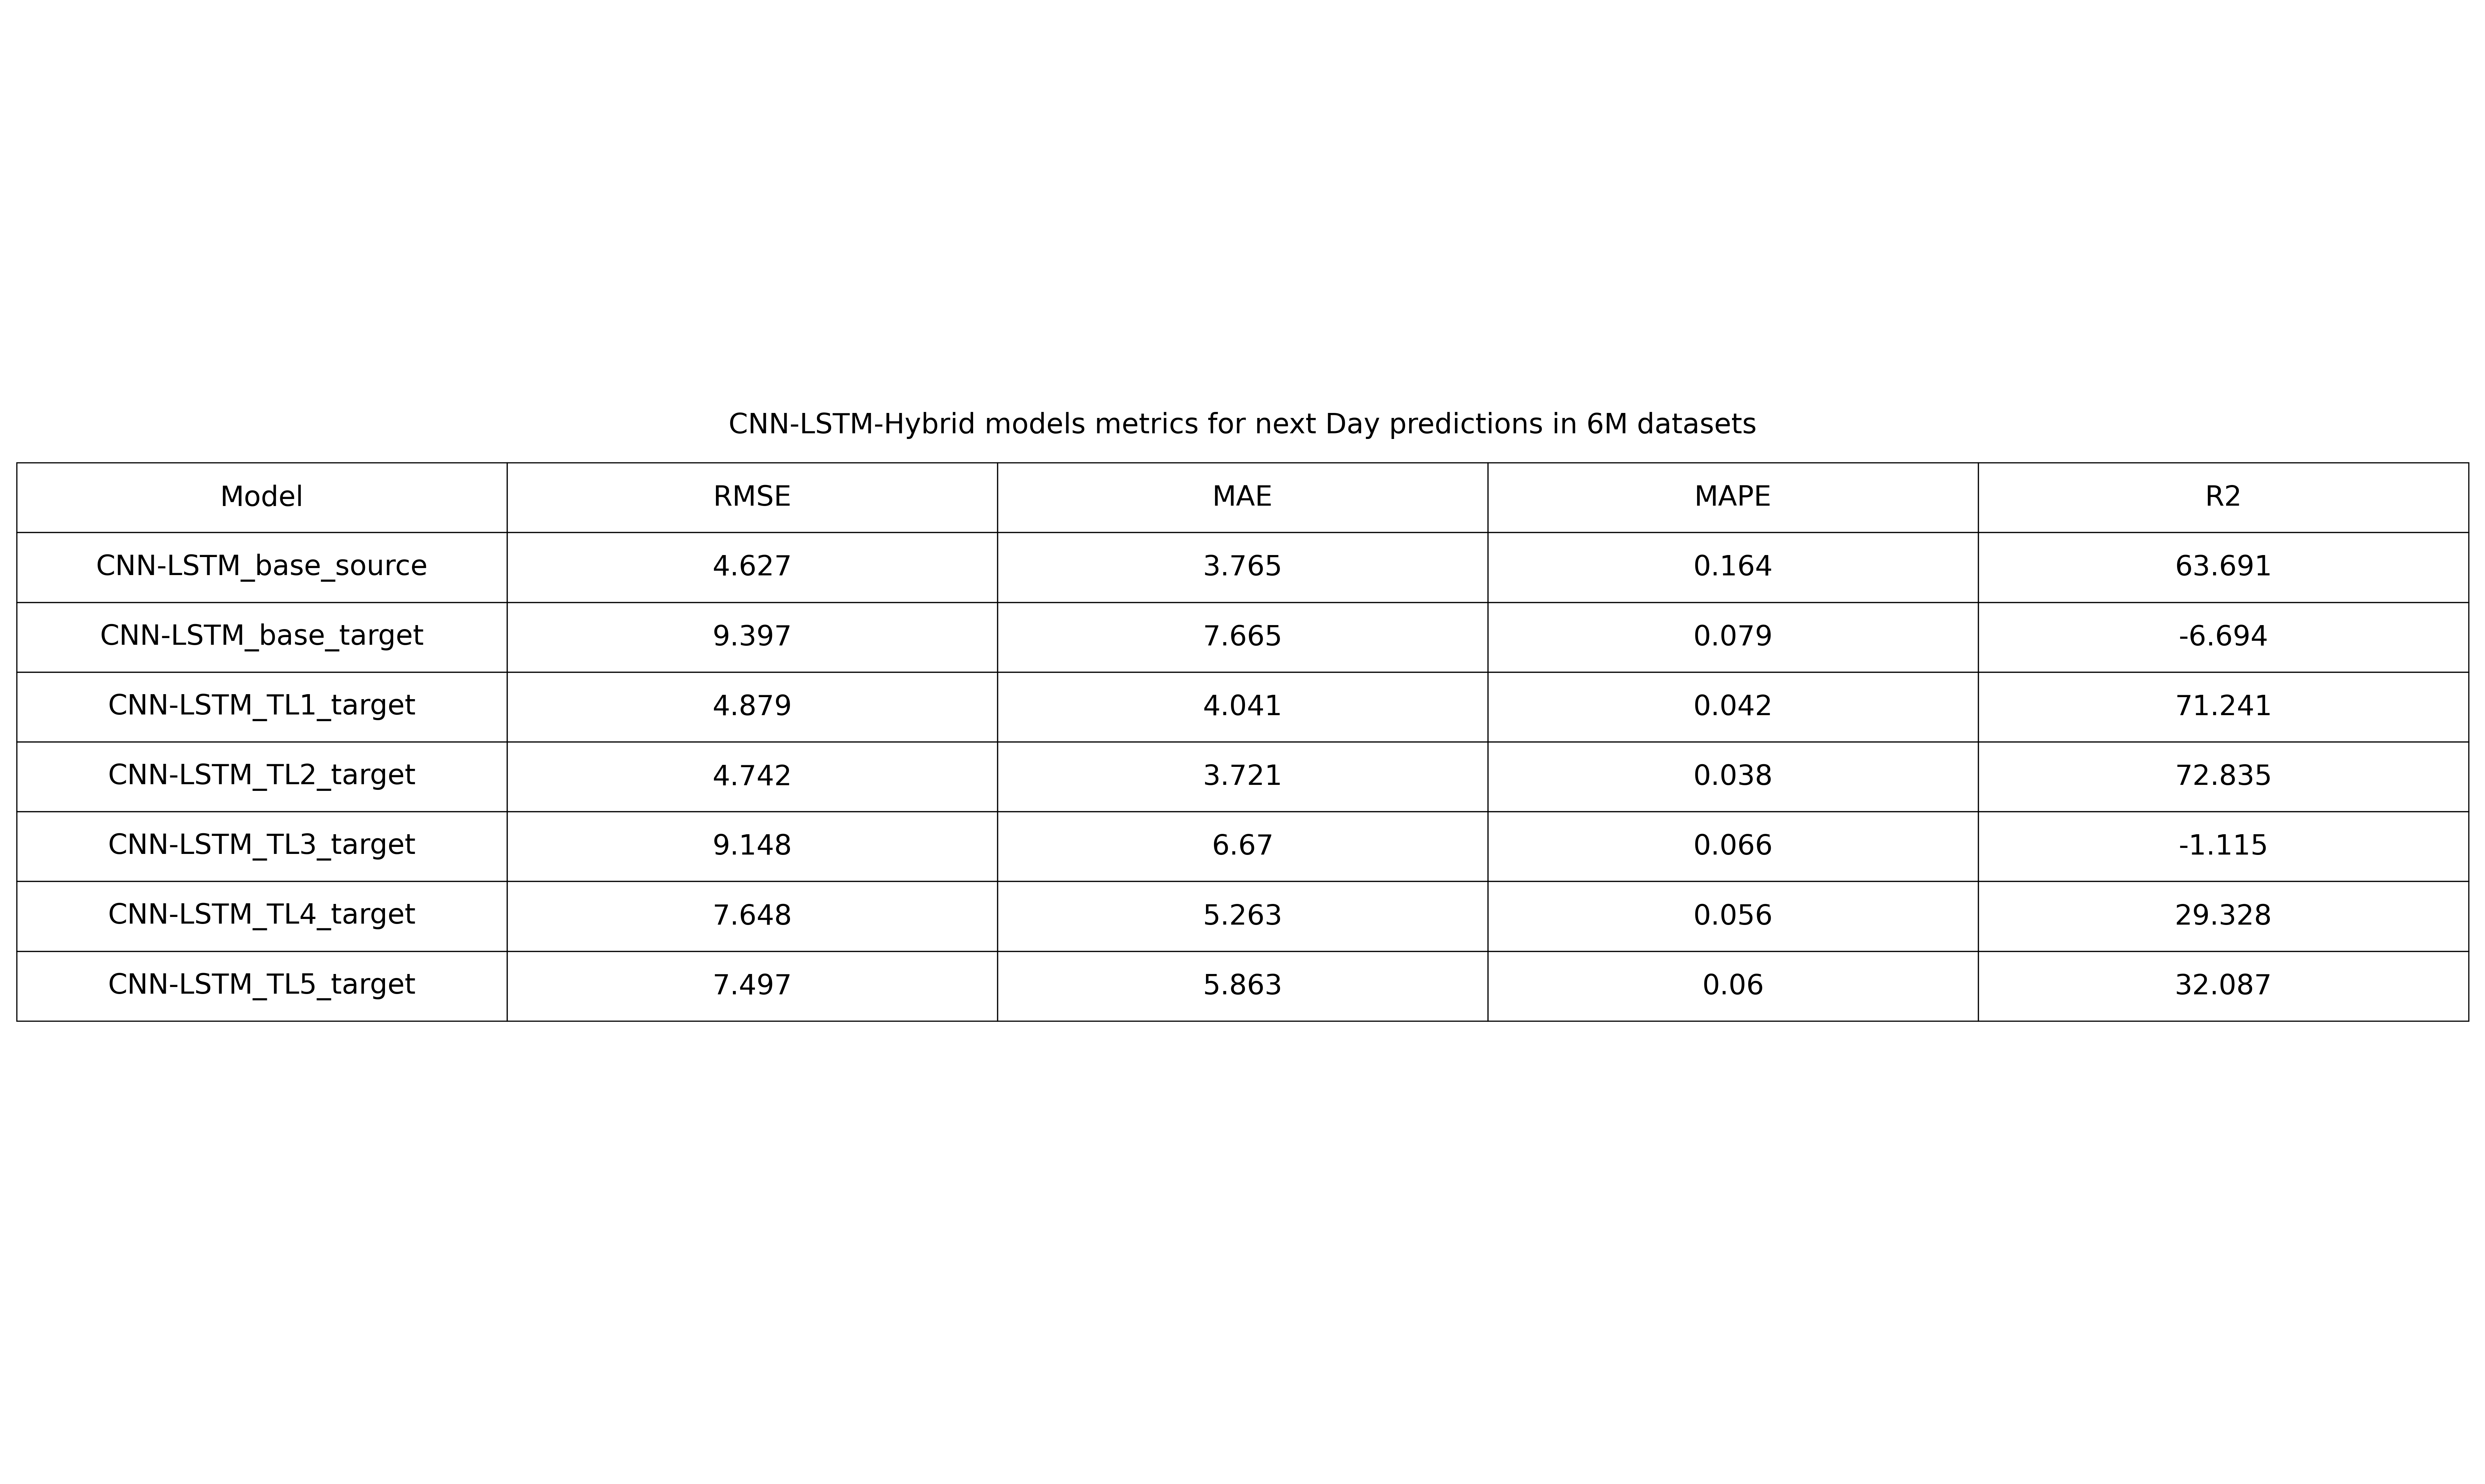 CNN-LSTM-Hybrid models metrics for next Day predictions in 6M datasets
Model RMSE MAE MAPE R2
CNN-LSTM_base_source 4.627 3.765 0.164 63.691
CNN-LSTM_base_target 9.397 7.665 0.079 -6.694
CNN-LSTM_TL1_target 4.879 4.041 0.042 71.241
CNN-LSTM_TL2_target 4.742 3.721 0.038 72.835
CNN-LSTM_TL3_target 9.148 6.67 0.066 -1.115
CNN-LSTM_TL4_target 7.648 5.263 0.056 29.328
CNN-LSTM_TL5_target 7.497 5.863 0.06 32.087